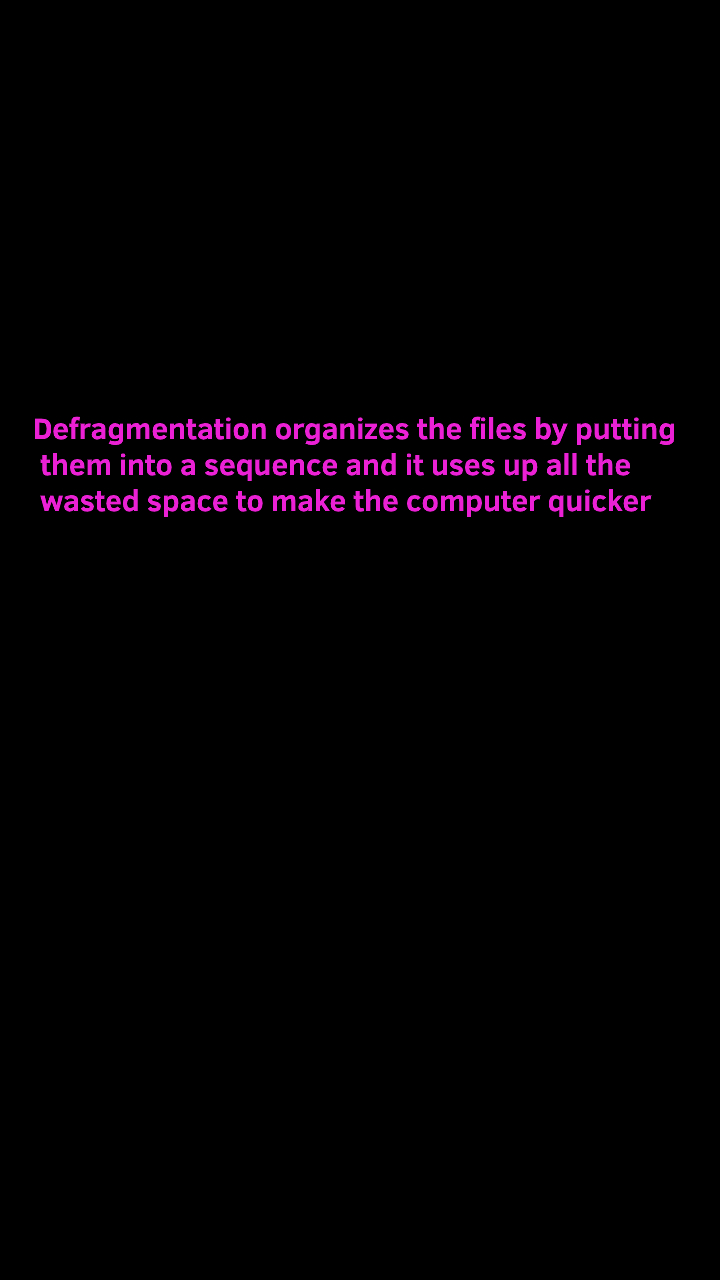 Defragmentation organizes the files by putting
them into a sequence and it uses up all the
wasted space to make the computer quicker